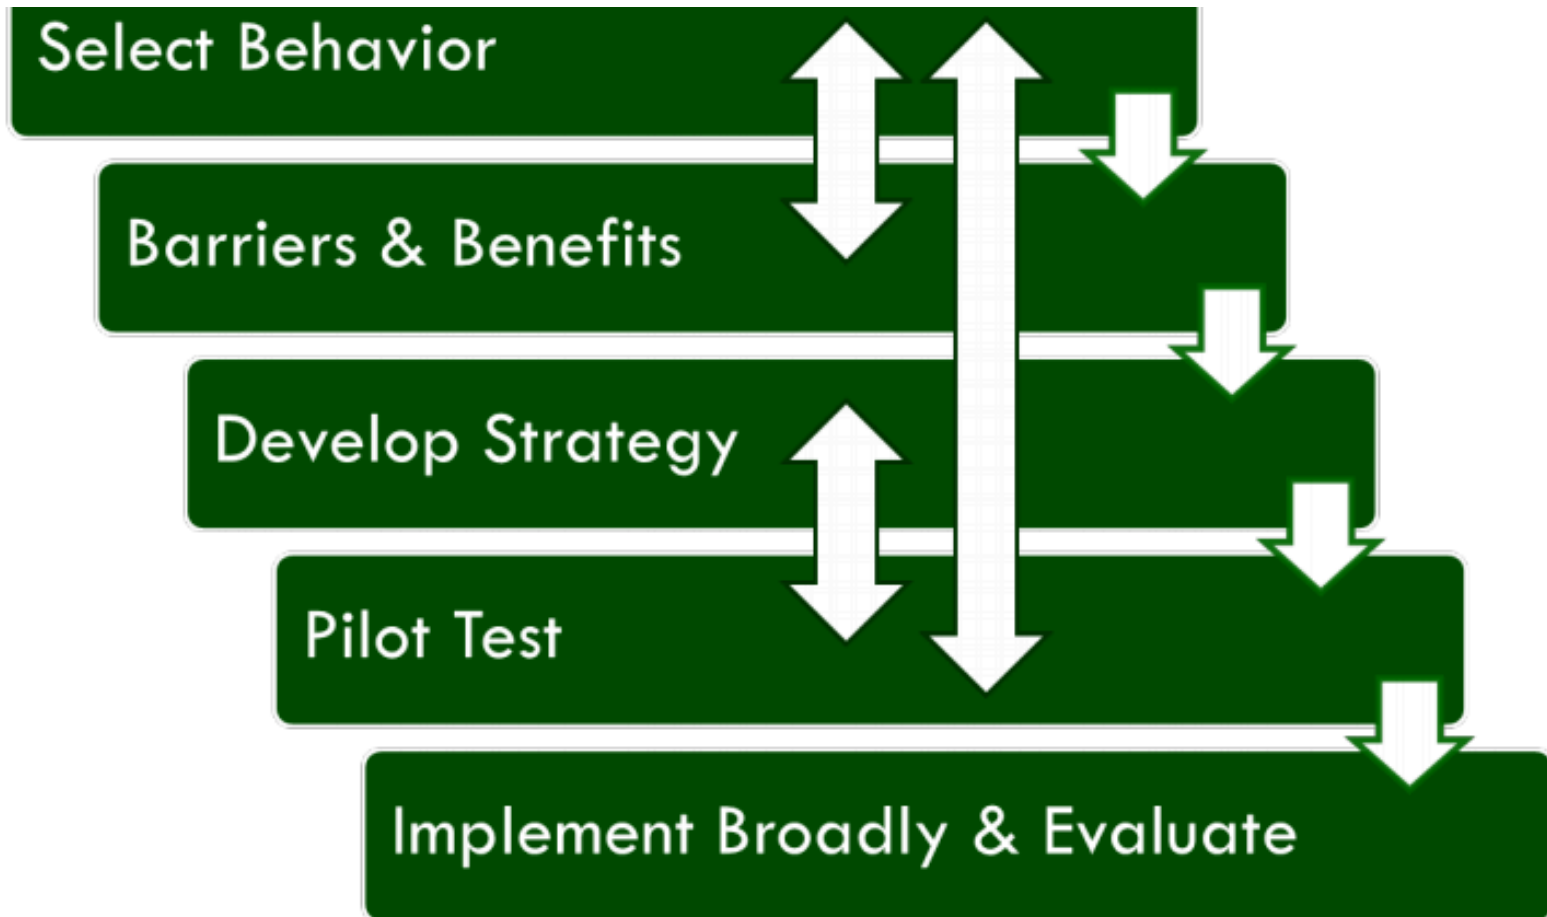 Select Behavior
Barriers & Benefits
Develop Strategy
Pilot Test
Implement Broadly & Evaluate